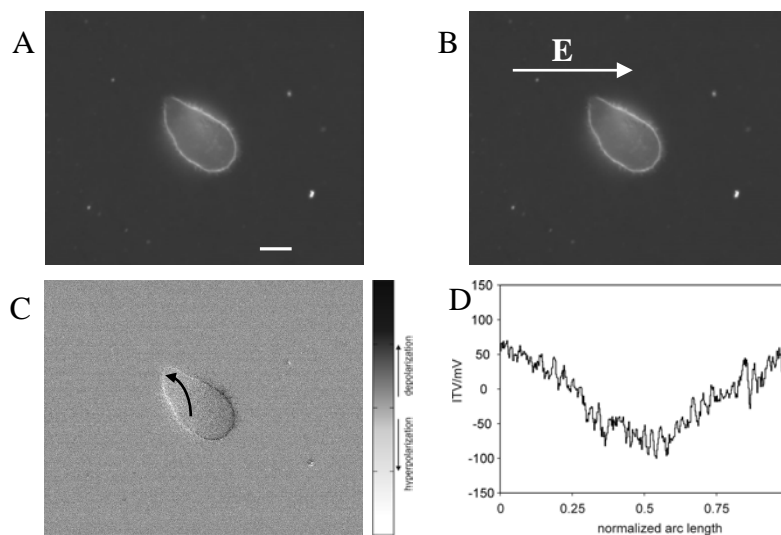 A
B
E
C
depolarization
hyperpolarization
D
150
100
50
0
-50
-100
-150
ITV/mV
0
0.25
0.5
0.75
normalized arc length